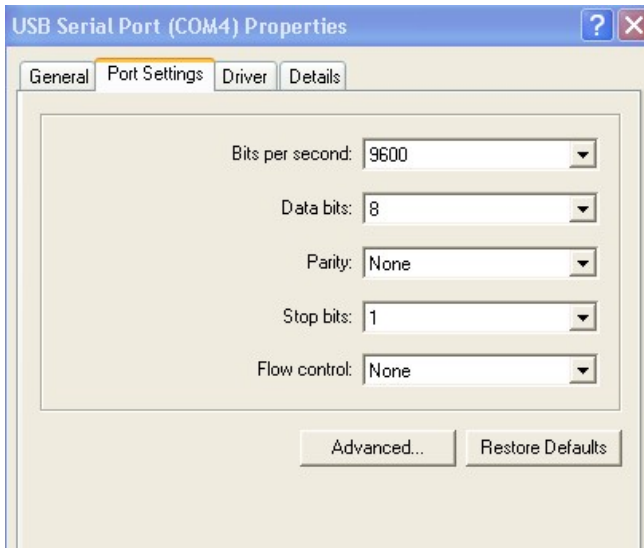 USB Serial Port (COM4) Properties
General Port Settings Driver Details
Bits per second: 9600
Data bits: 8
Parity: None
Stop bits: 1
Flow control: None
Advanced... Restore Defaults